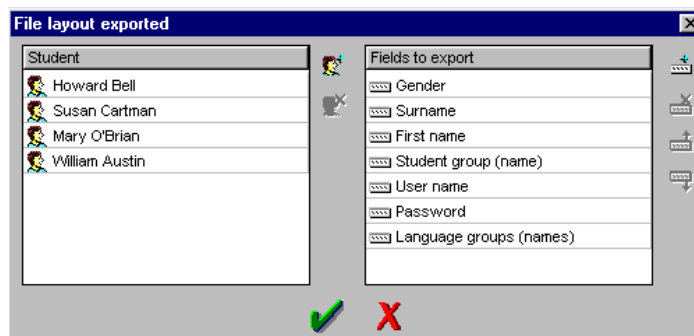 File layout exported
Student
Howard Bell
Susan Cartman
Mary O'Brian
William Austin
Fields to export
Gender
Surname
First name
Student group (name)
User name
Password
Language groups (names)